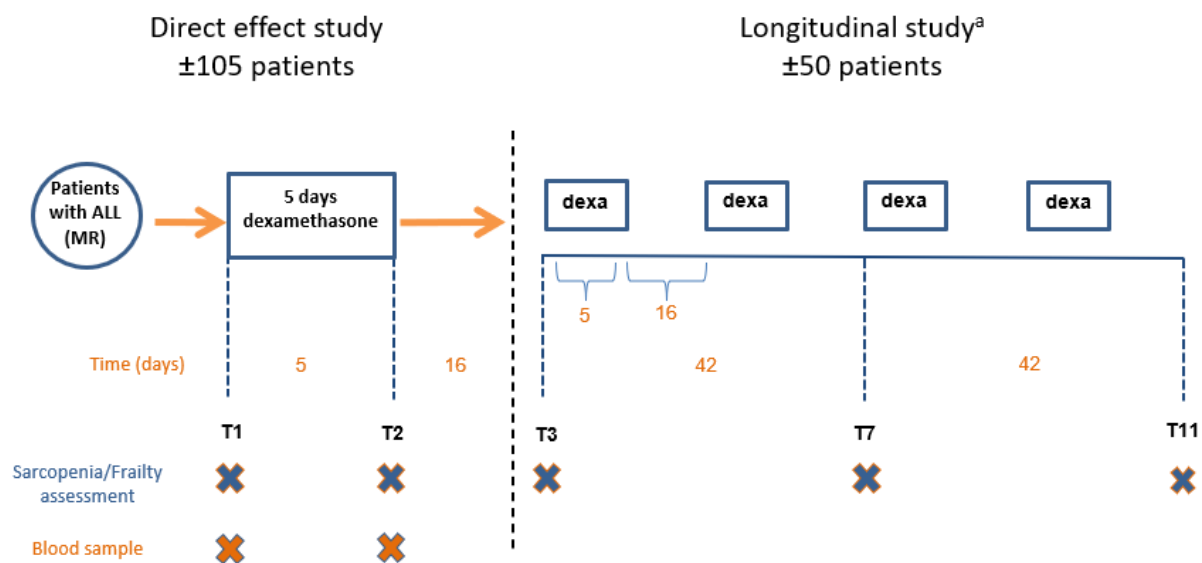 Direct effect study
±105 patients
Longitudinal studyᵃ
±50 patients
Patients
with ALL
(MR)
5 days
dexamethasone
dexa
dexa
dexa
dexa
5
16
Time (days)
5
16
42
42
T1
T2
T3
T7
T11
Sarcopenia/Frailty
assessment
Blood sample